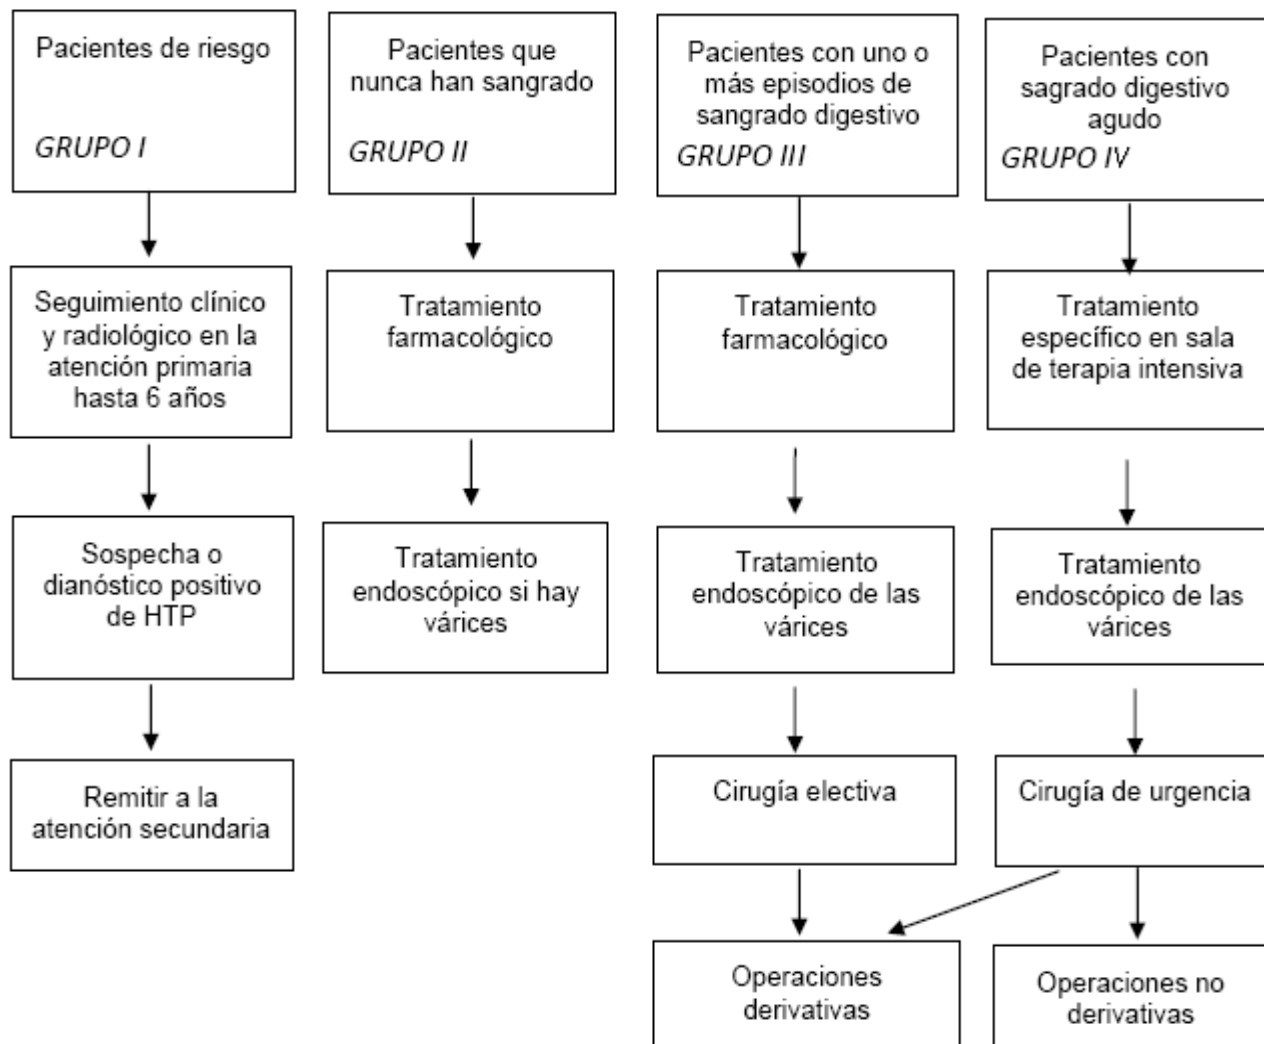 Pacientes de riesgo
GRUPO I
Pacientes que
nunca han sangrado
GRUPO II
Pacientes con uno o
más episodios de
sangrado digestivo
GRUPO III
Pacientes con
sagrado digestivo
agudo
GRUPO IV
Seguimiento clínico
y radiológico en la
atención primaria
hasta 6 años
Tratamiento
farmacológico
Tratamiento
farmacológico
Tratamiento
específico en sala
de terapia intensiva
Sospecha o
dianóstico positivo
de HTP
Tratamiento
endoscópico si hay
várices
Tratamiento
endoscópico de las
várices
Tratamiento
endoscópico de las
várices
Remitir a la
atención secundaria
Cirugía electiva
Cirugía de urgencia
Operaciones
derivativas
Operaciones no
derivativas